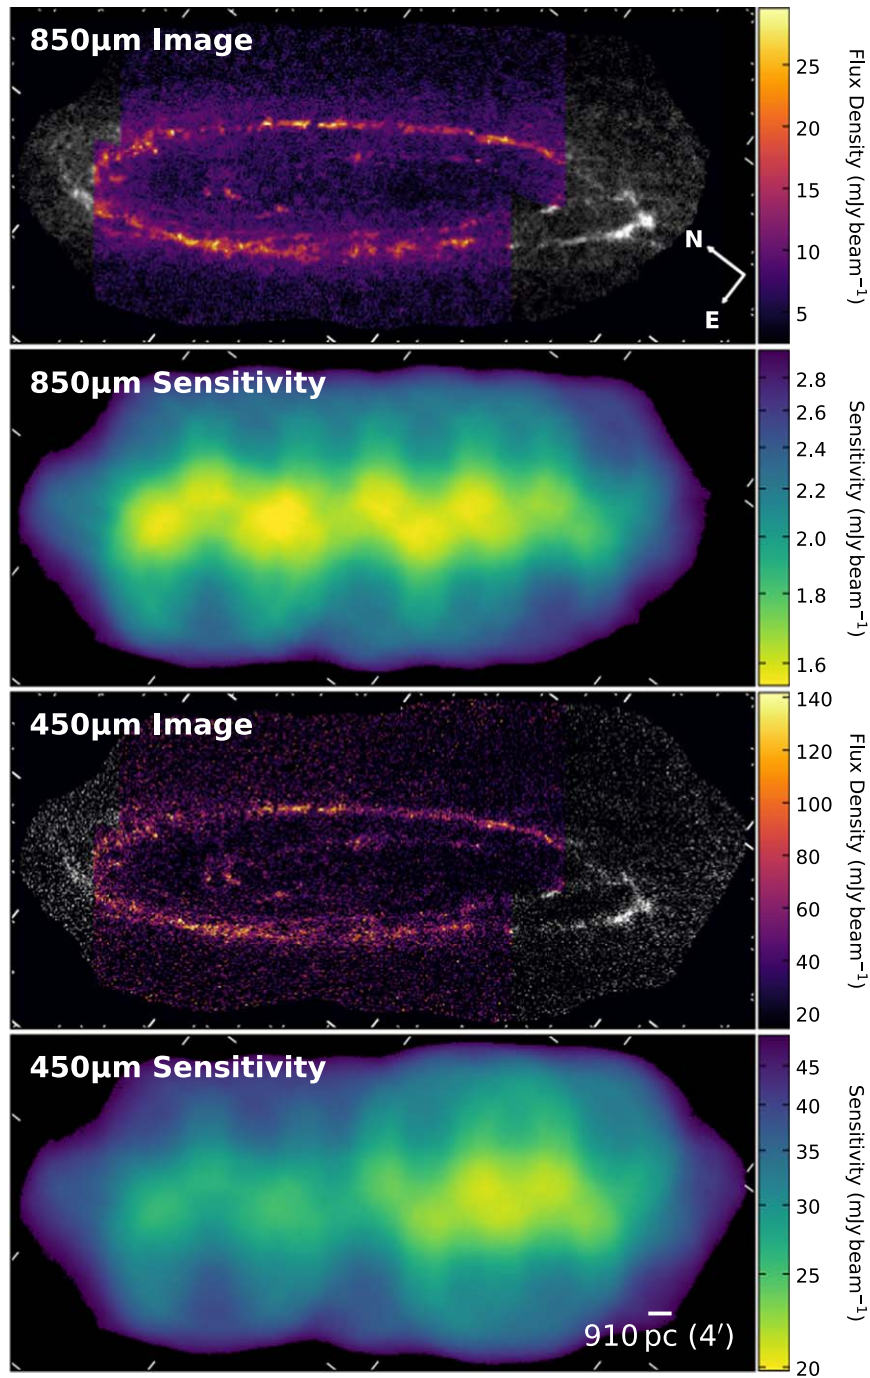 850μm Image
25
20
15
10
5
Flux Density (mJy beam⁻¹)
N
E
850μm Sensitivity
2.8
2.6
2.4
2.2
2.0
1.8
1.6
Sensitivity (mJy beam⁻¹)
450μm Image
140
120
100
80
60
40
20
Flux Density (mJy beam⁻¹)
450μm Sensitivity
45
40
35
30
25
20
Sensitivity (mJy beam⁻¹)
910 pc (4′)